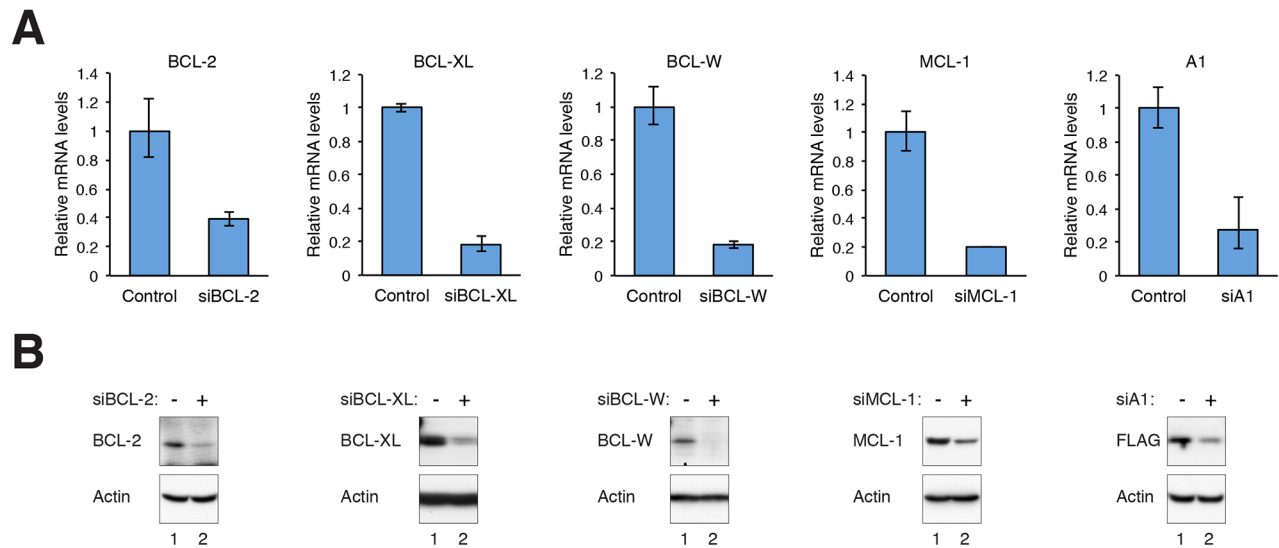 A
BCL-2 BCL-XL BCL-W MCL-1 A1
Relative mRNA levels Relative mRNA levels Relative mRNA levels Relative mRNA levels Relative mRNA levels
1.4 1.2 1.2 1.4 1.2
1.2 1 1 1.2 1
1 0.8 0.8 1 0.8
0.8 0.6 0.6 0.8 0.6
0.6 0.4 0.4 0.6 0.4
0.4 0.2 0.2 0.4 0.2
0.2 0 0 0.2 0
0 0
Control siBCL-2 Control siBCL-XL Control siBCL-W Control siMCL-1 Control siA1
B
siBCL-2: - + siBCL-XL: - + siBCL-W: - + siMCL-1: - + siA1: - +
BCL-2 BCL-XL BCL-W MCL-1 FLAG
Actin Actin Actin Actin Actin
1 2 1 2 1 2 1 2 1 2